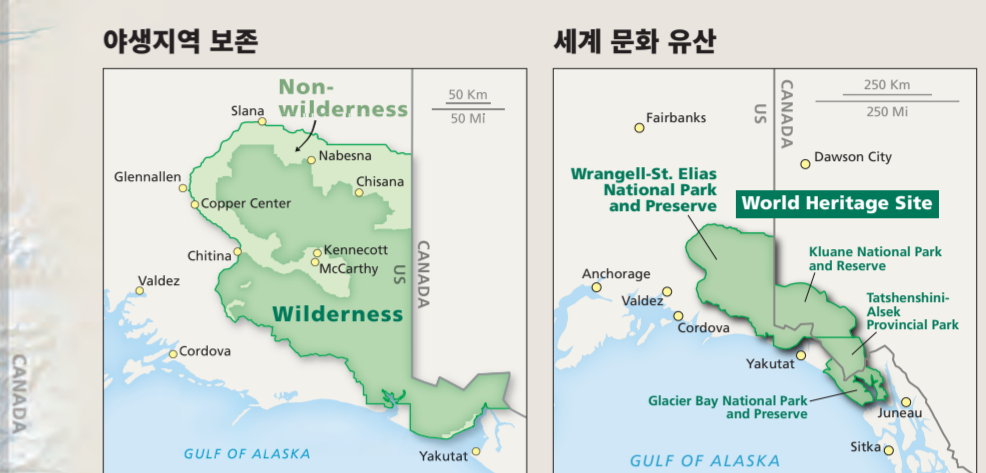 야생지역 보존
Non-
wilderness
50 Km
50 Mi
Slana
Nabesna
Glennallen
Chisana
Copper Center
Chitina
Kennecott
McCarthy
CANADA
US
Valdez
Wilderness
Cordova
CANADA
GULF OF ALASKA
Yakutat
세계 문화 유산
250 Km
250 Mi
CANADA
US
Fairbanks
Dawson City
Wrangell-St. Elias
National Park
and Preserve
World Heritage Site
Kluane National Park
and Reserve
Anchorage
Valdez
Tatshenshini-
Alsek
Provincial Park
Cordova
Yakutat
Glacier Bay National Park
and Preserve
Juneau
Sitka
GULF OF ALASKA